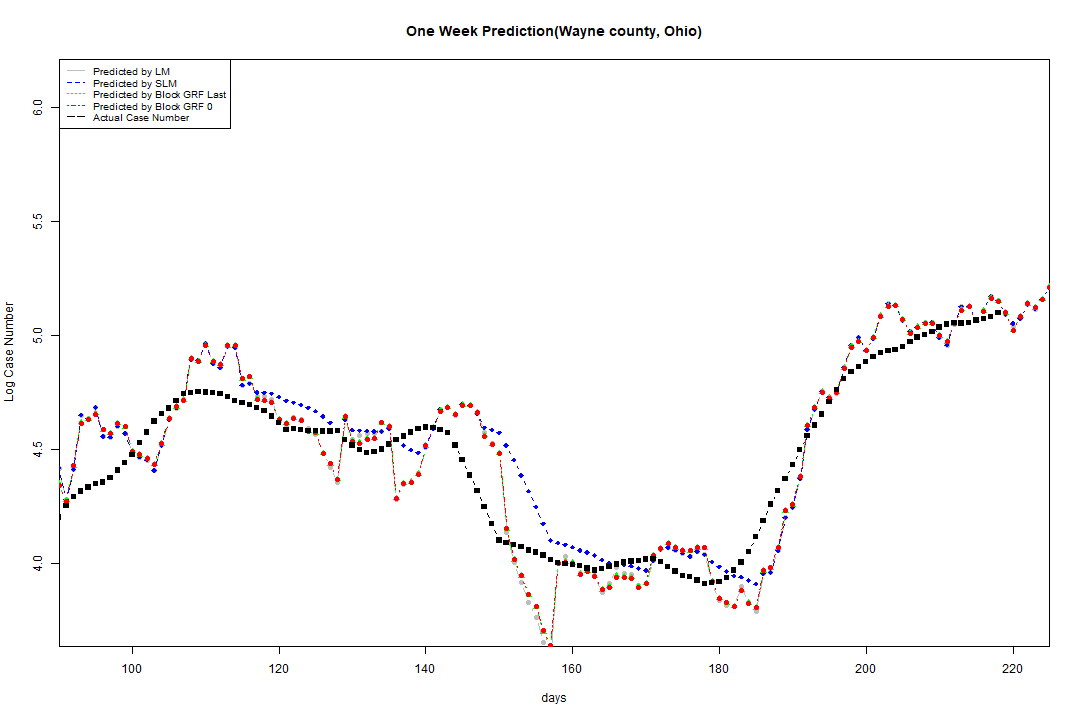 One Week Prediction(Wayne county, Ohio)
Predicted by LM
Predicted by SLM
Predicted by Block GRF Last
Predicted by Block GRF 0
Actual Case Number
6.0
5.5
5.0
4.5
4.0
Log Case Number
100 120 140 160 180 200 220
days